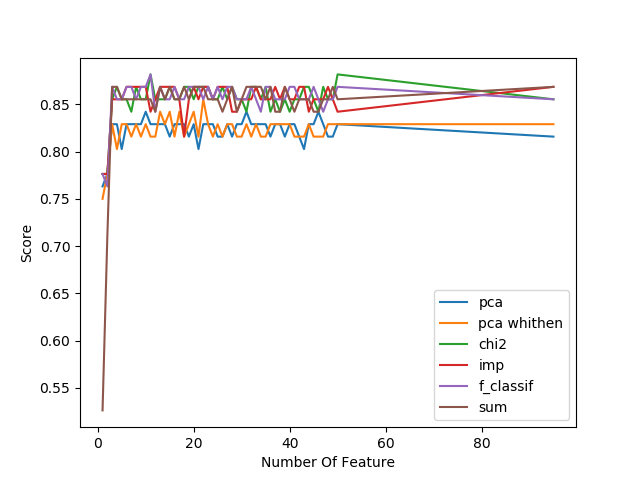 0.85
0.80
0.75
0.70
0.65
0.60
0.55
Score
0 20 40 60 80
Number Of Feature
pca
pca whithen
chi2
imp
f_classif
sum